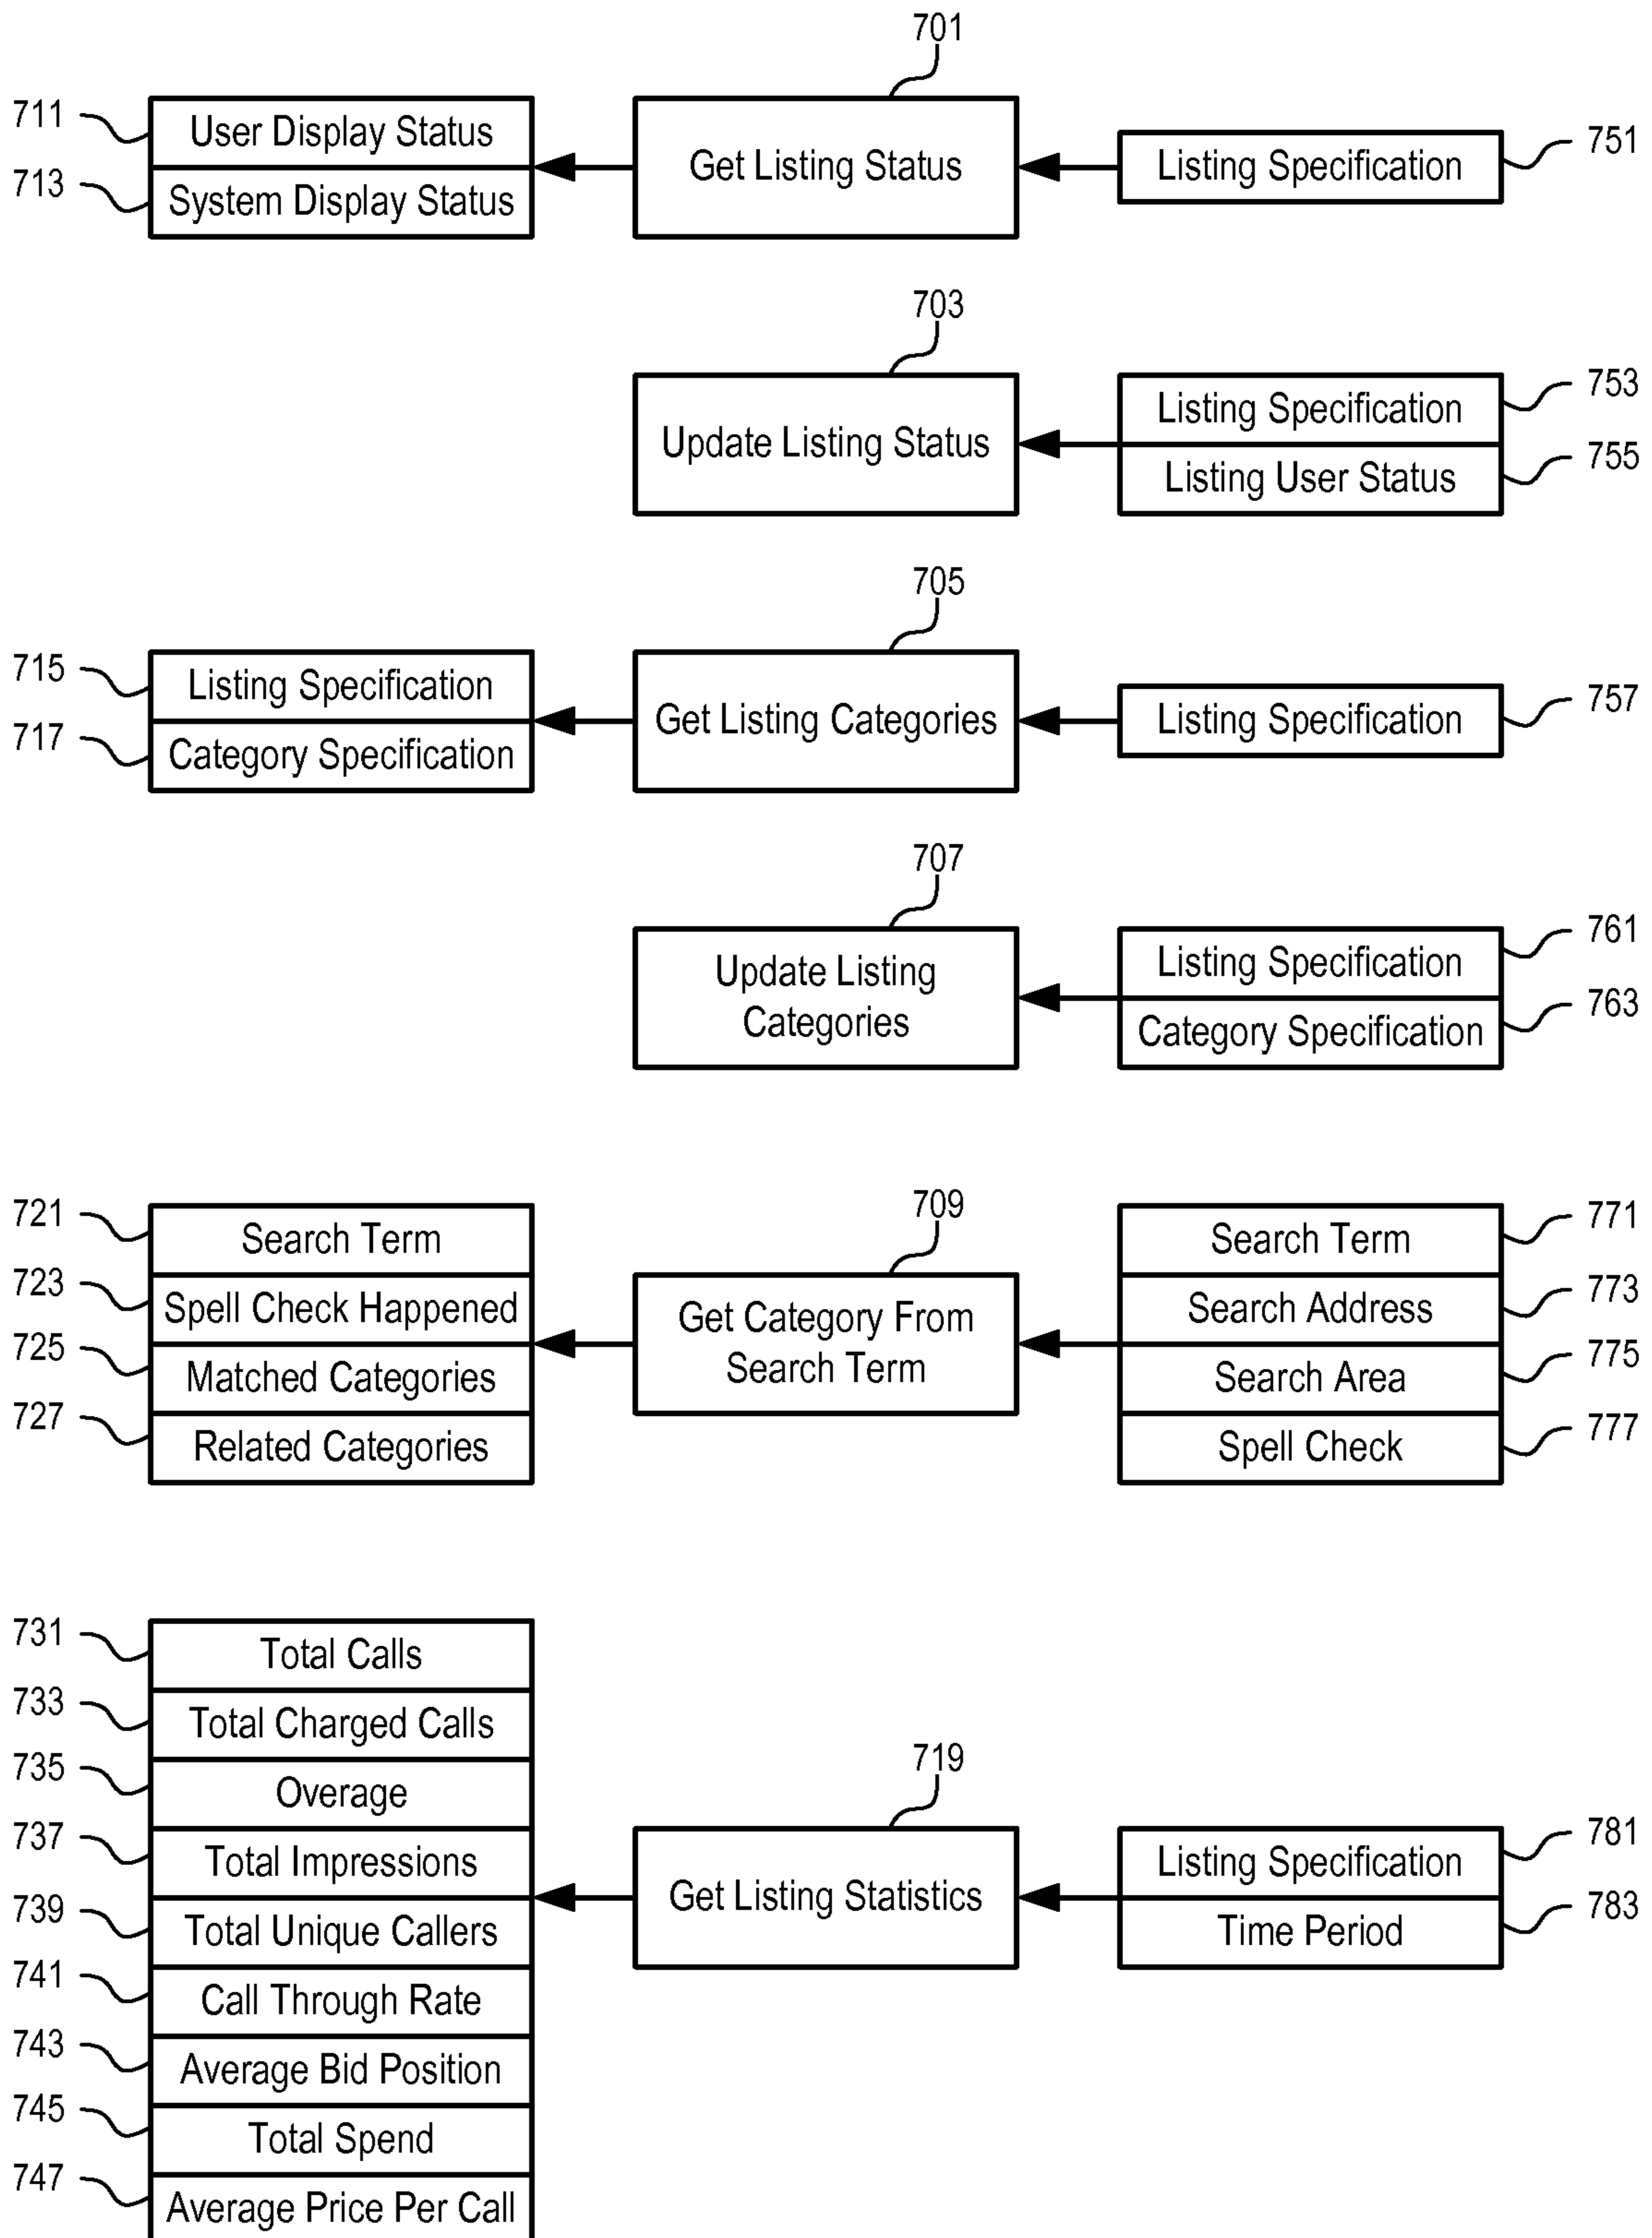 701
711
User Display Status
713
System Display Status
Get Listing Status
Listing Specification
751
703
Update Listing Status
Listing Specification
753
Listing User Status
755
705
715
Listing Specification
717
Category Specification
Get Listing Categories
Listing Specification
757
707
Update Listing
Categories
Listing Specification
761
Category Specification
763
709
721
Search Term
723
Spell Check Happened
725
Matched Categories
727
Related Categories
Get Category From
Search Term
Search Term
771
Search Address
773
Search Area
775
Spell Check
777
731
Total Calls
733
Total Charged Calls
735
Overage
737
Total Impressions
739
Total Unique Callers
741
Call Through Rate
743
Average Bid Position
745
Total Spend
747
Average Price Per Call
719
Get Listing Statistics
Listing Specification
781
Time Period
783